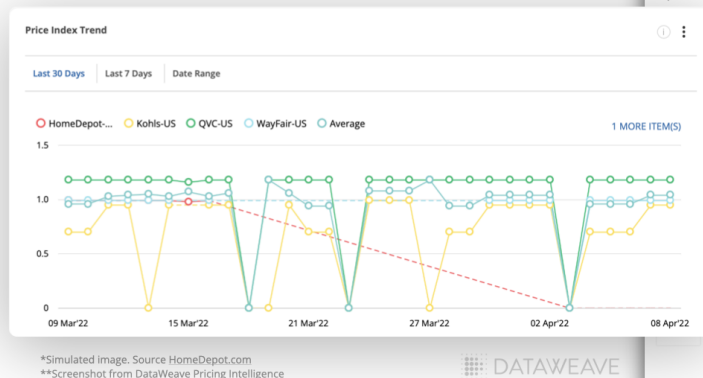 Price Index Trend
Last 30 Days
Last 7 Days
Date Range
HomeDepot-...
Kohls-US
QVC-US
WayFair-US
Average
1 MORE ITEM(S)
1.5
1.0
0.5
0
09 Mar'22
15 Mar'22
21 Mar'22
27 Mar'22
02 Apr'22
08 Apr'22
*Simulated image. Source HomeDepot.com
**Screenshot from DataWeave Pricing Intelligence
DATAWEAVE